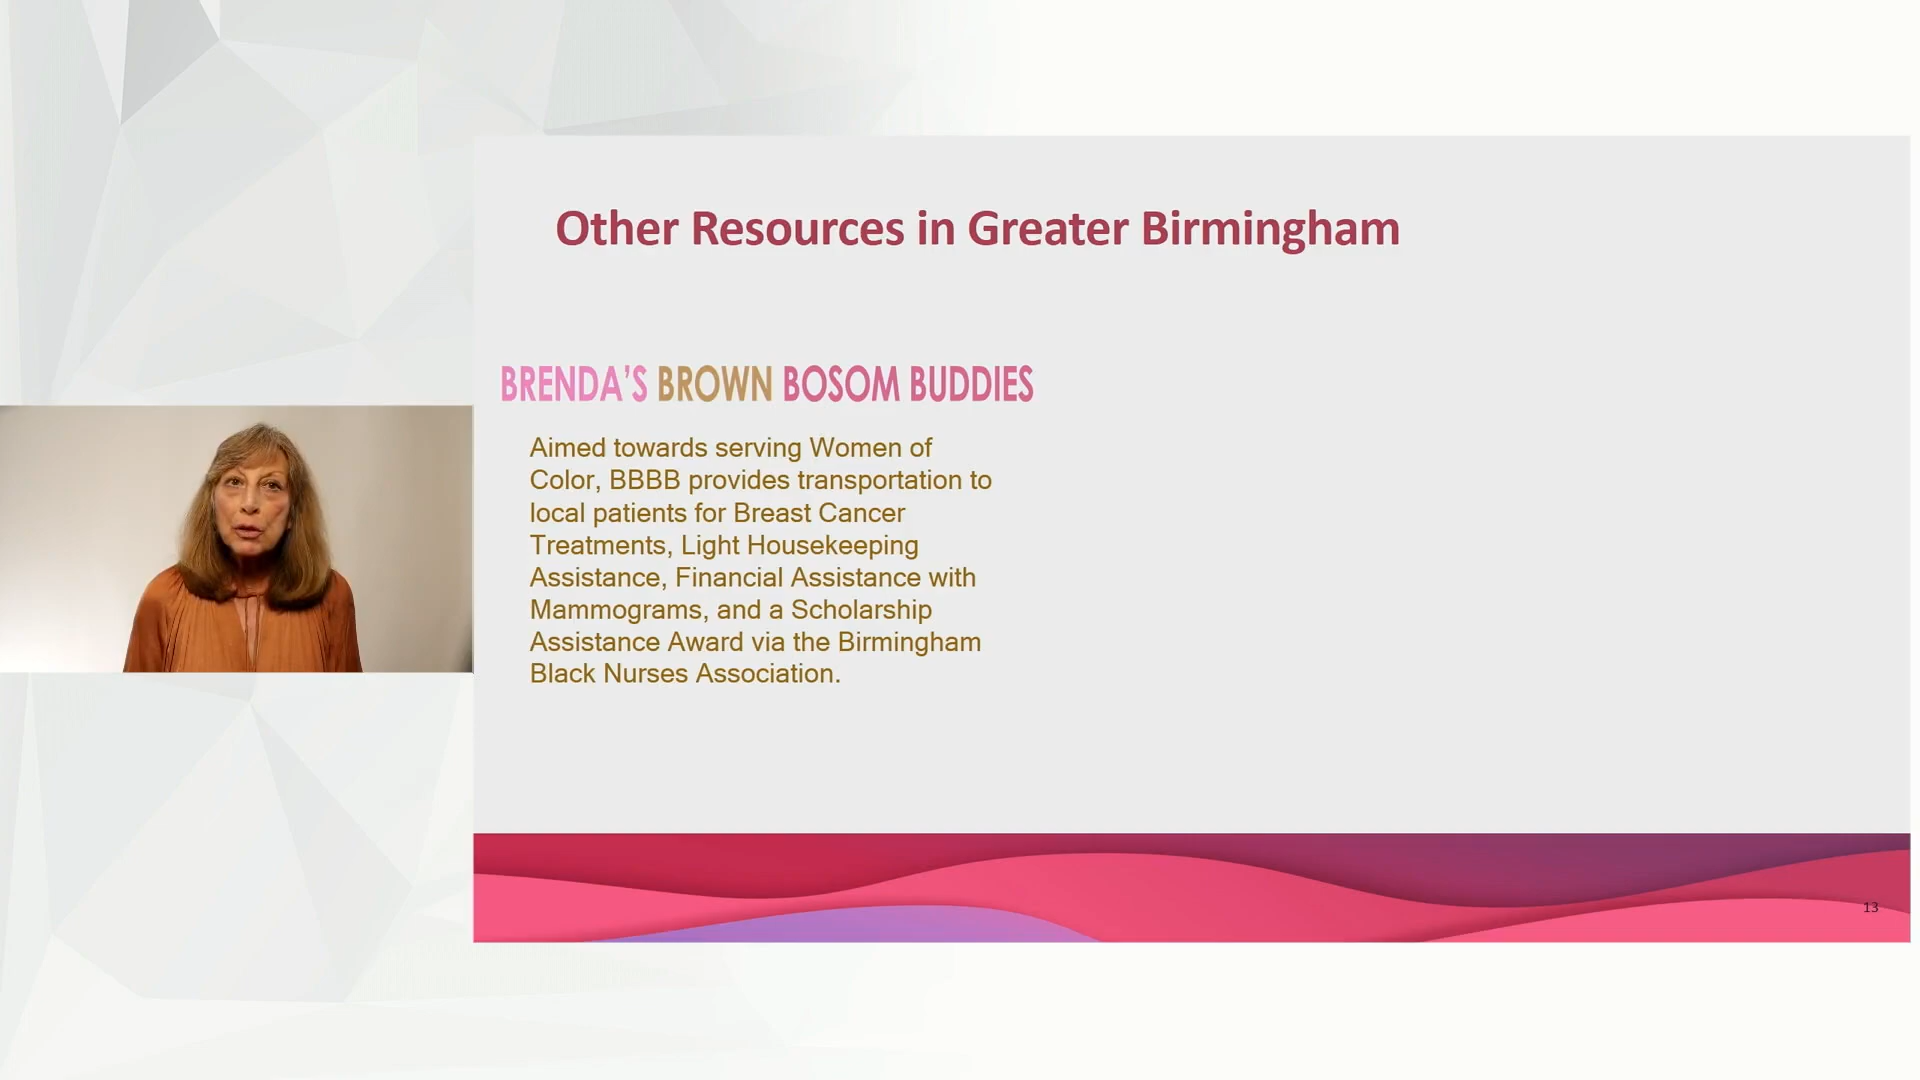 Other Resources in Greater Birmingham
BRENDA'S BROWN BOSOM BUDDIES
Aimed towards serving Women of
Color, BBBB provides transportation to
local patients for Breast Cancer
Treatments, Light Housekeeping
Assistance, Financial Assistance with
Mammograms, and a Scholarship
Assistance Award via the Birmingham
Black Nurses Association.
13